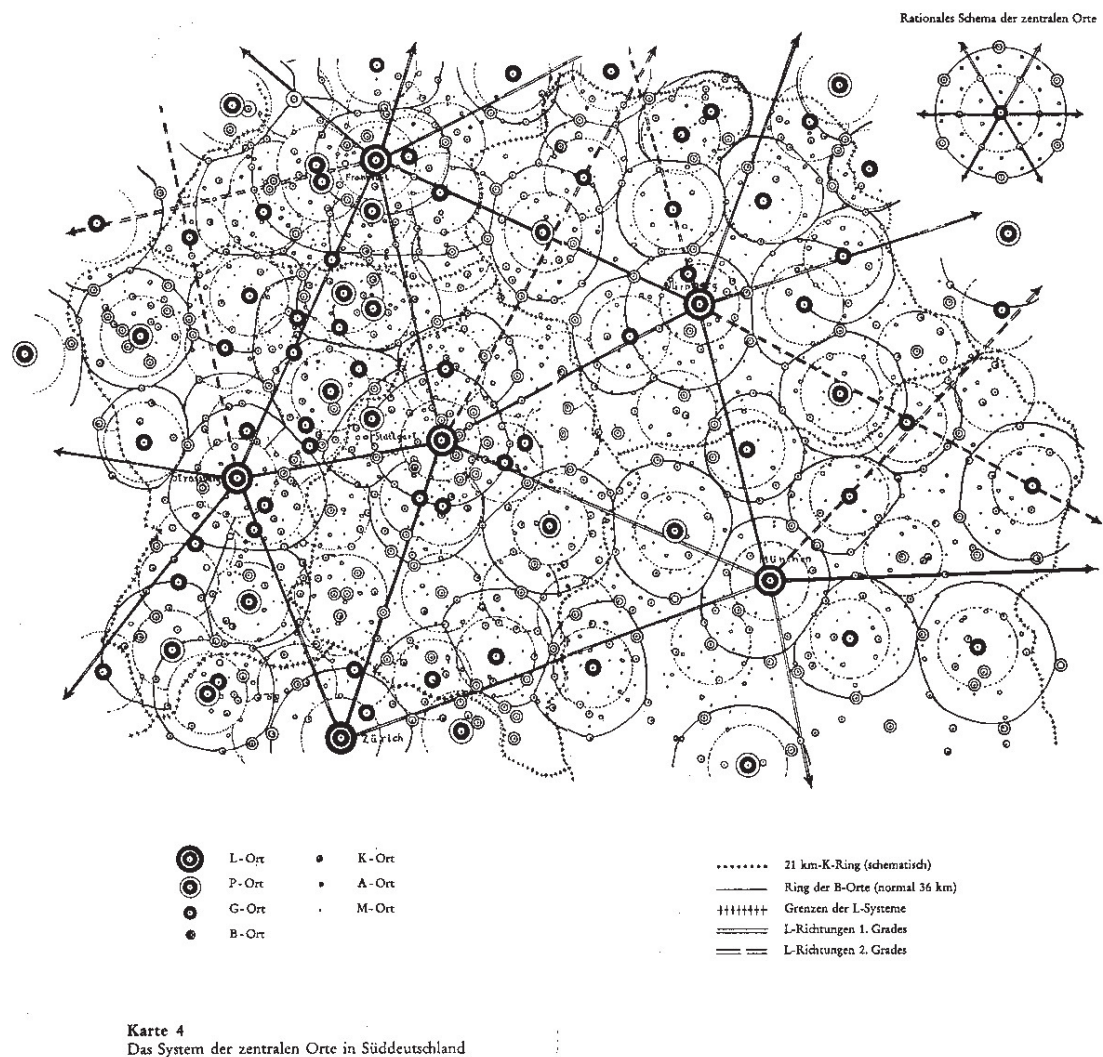 Rationales Schema der zentralen Orte
Frankfurt
Nürnberg
Stuttgart
München
Zürich
L-Ort
P-Ort
G-Ort
B-Ort
K-Ort
A-Ort
M-Ort
21 km-K-Ring (schematisch)
Ring der B-Orte (normal 36 km)
Grenzen der L-Systeme
L-Richtungen 1. Grades
L-Richtungen 2. Grades
Karte 4
Das System der zentralen Orte in Süddeutschland